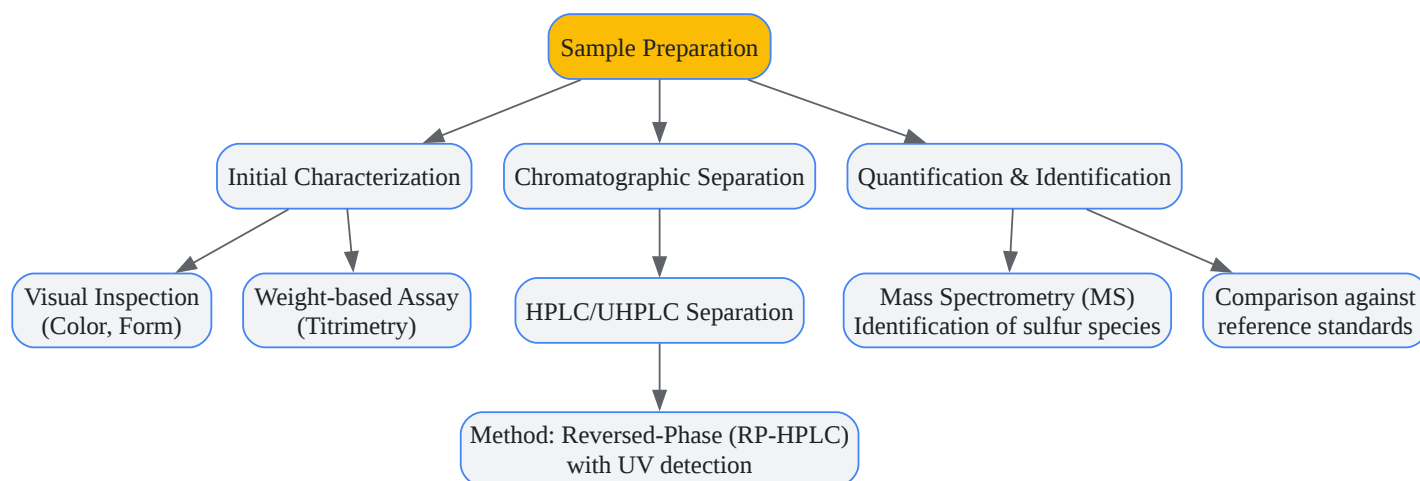 Sample Preparation
Initial Characterization
Chromatographic Separation
Quantification & Identification
Visual Inspection
(Color, Form)
Weight-based Assay
(Titrimetry)
HPLC/UHPLC Separation
Mass Spectrometry (MS)
Identification of sulfur species
Comparison against
reference standards
Method: Reversed-Phase (RP-HPLC)
with UV detection